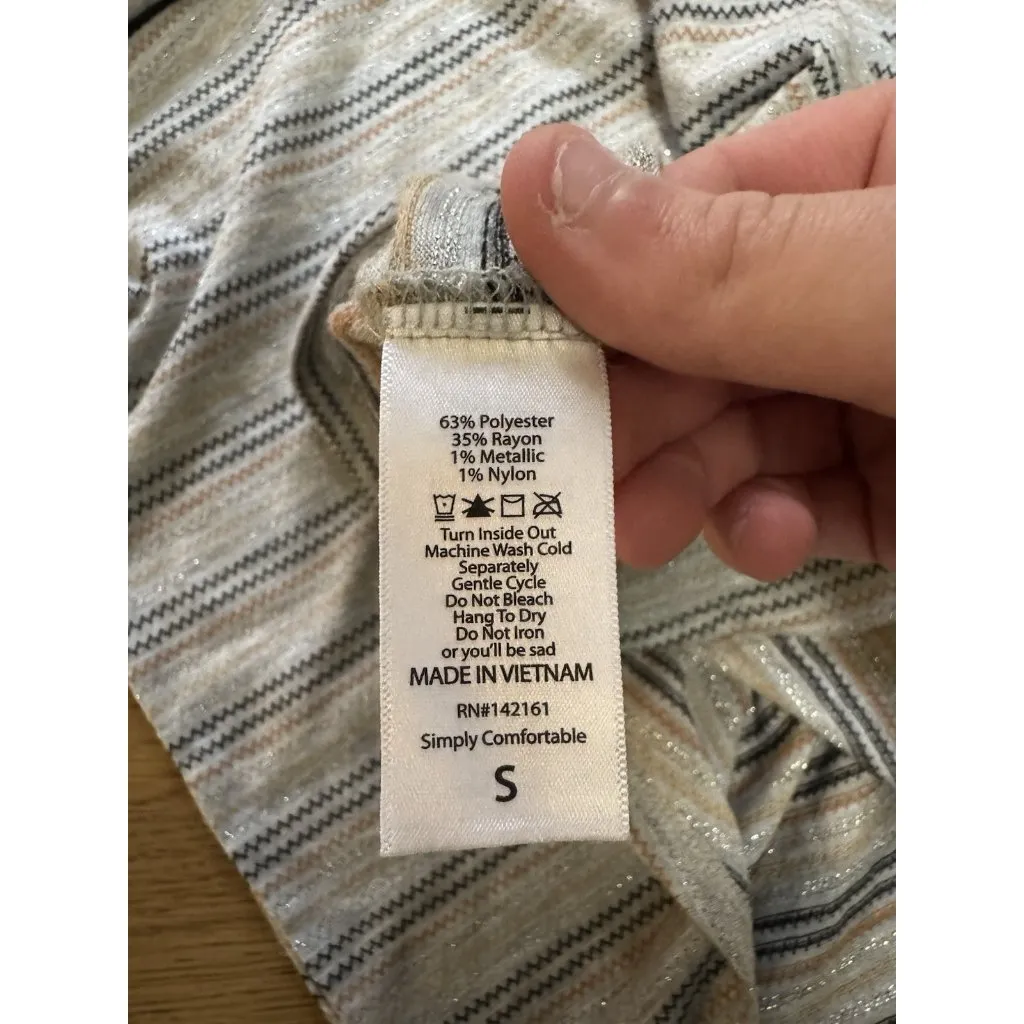 63% Polyester
35% Rayon
1% Metallic
1% Nylon
Turn Inside Out
Machine Wash Cold
Separately
Gentle Cycle
Do Not Bleach
Hang To Dry
Do Not Iron
or you'll be sad
MADE IN VIETNAM
RN#142161
Simply Comfortable
S